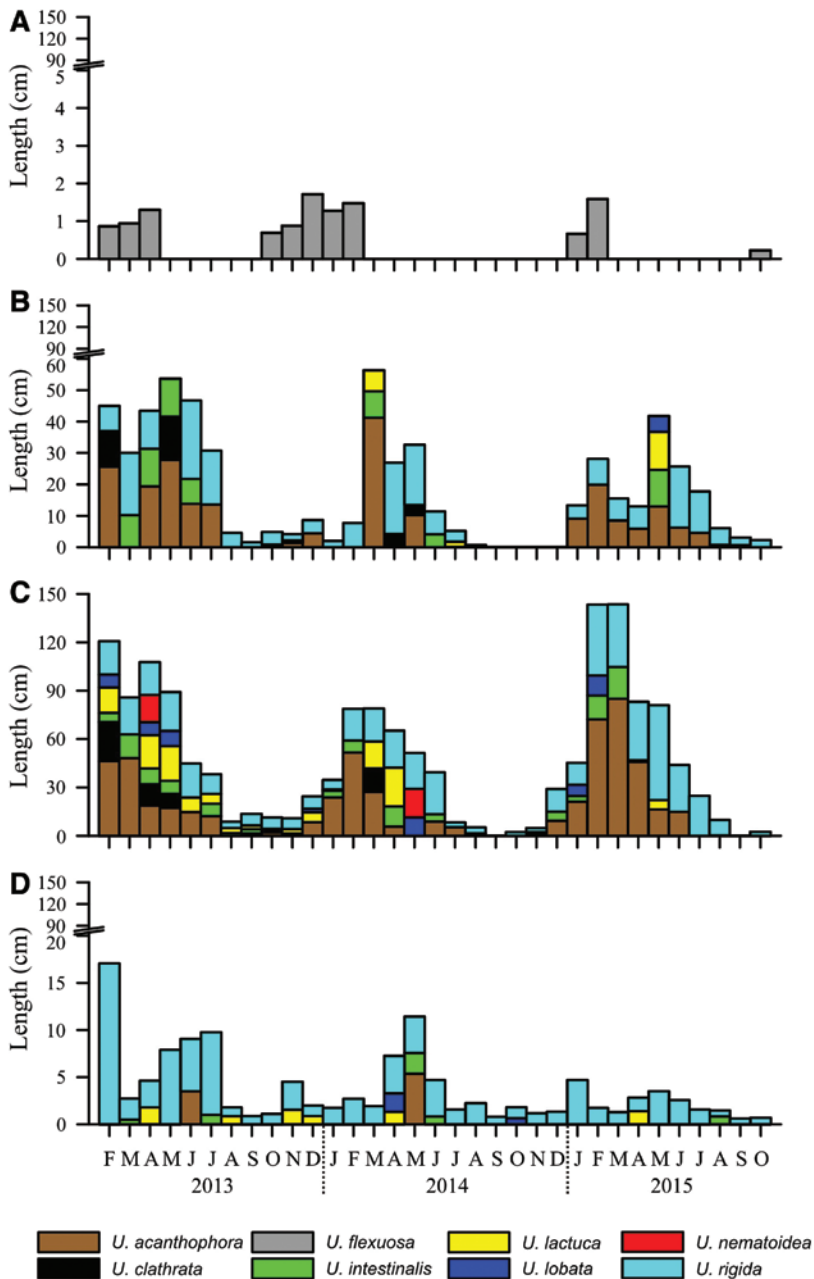 A
150
120
90
5
4
3
2
1
0
Length (cm)
B
150
120
90
60
50
40
30
20
10
0
Length (cm)
C
150
120
90
60
30
0
Length (cm)
D
150
120
90
20
15
10
5
0
Length (cm)
F M A M J J A S O N D J F M A M J J A S O N D J F M A M J J A S O
2013 2014 2015
U. acanthophora U. flexuosa U. lactuca U. nematoidea
U. clathrata U. intestinalis U. lobata U. rigida